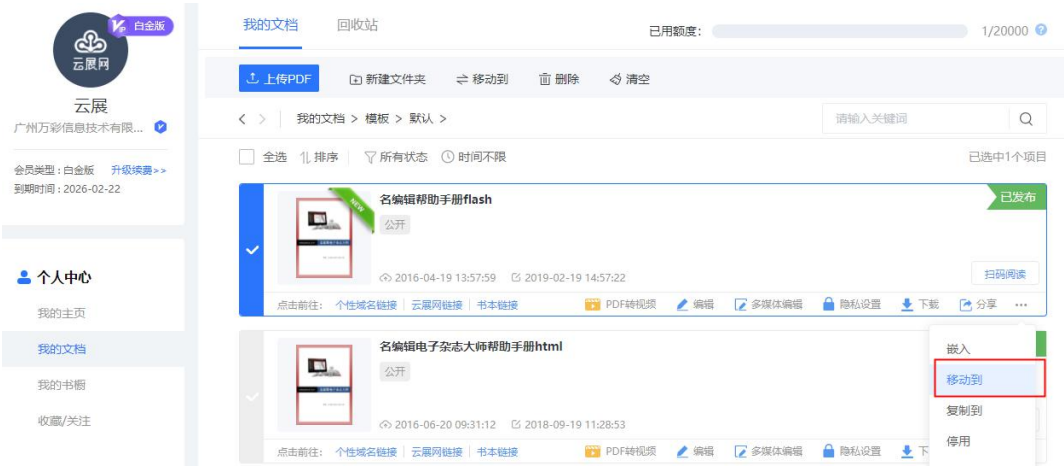 白金版
云展网
云展
广州万彩信息技术有限...
会员类型：白金版 升级续费>>
到期时间：2026-02-22
个人中心
我的主页
我的文档
我的书橱
收藏/关注
我的文档 回收站 已用额度： 1/20000
上传PDF 新建文件夹 移动到 删除 清空
我的文档 > 模板 > 默认 > 请输入关键词
全选 排序 所有状态 时间不限 已选中1个项目
NEW
名编辑帮助手册flash 已发布
公开
2016-04-19 13:57:59 2019-02-19 14:57:22 扫码阅读
点击前往： 个性域名链接 云展网链接 书本链接 PDF转视频 编辑 多媒体编辑 隐私设置 下载 分享 ...
名编辑电子杂志大师帮助手册html
公开
2016-06-20 09:31:12 2018-09-19 11:28:53
点击前往： 个性域名链接 云展网链接 书本链接 PDF转视频 编辑 多媒体编辑 隐私设置 下
嵌入
移动到
复制到
停用